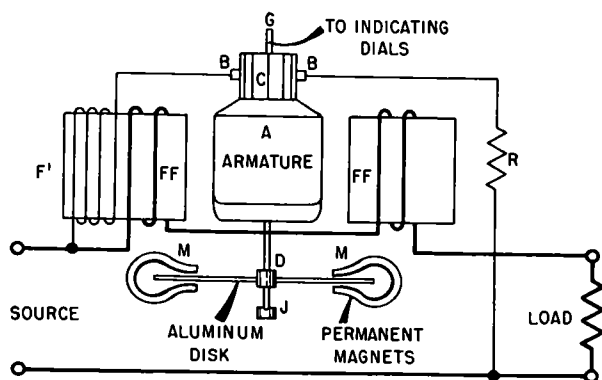 G
TO INDICATING
DIALS
B
C
B
A
ARMATURE
F'
FF
FF
R
M
D
M
J
SOURCE
ALUMINUM
DISK
PERMANENT
MAGNETS
LOAD